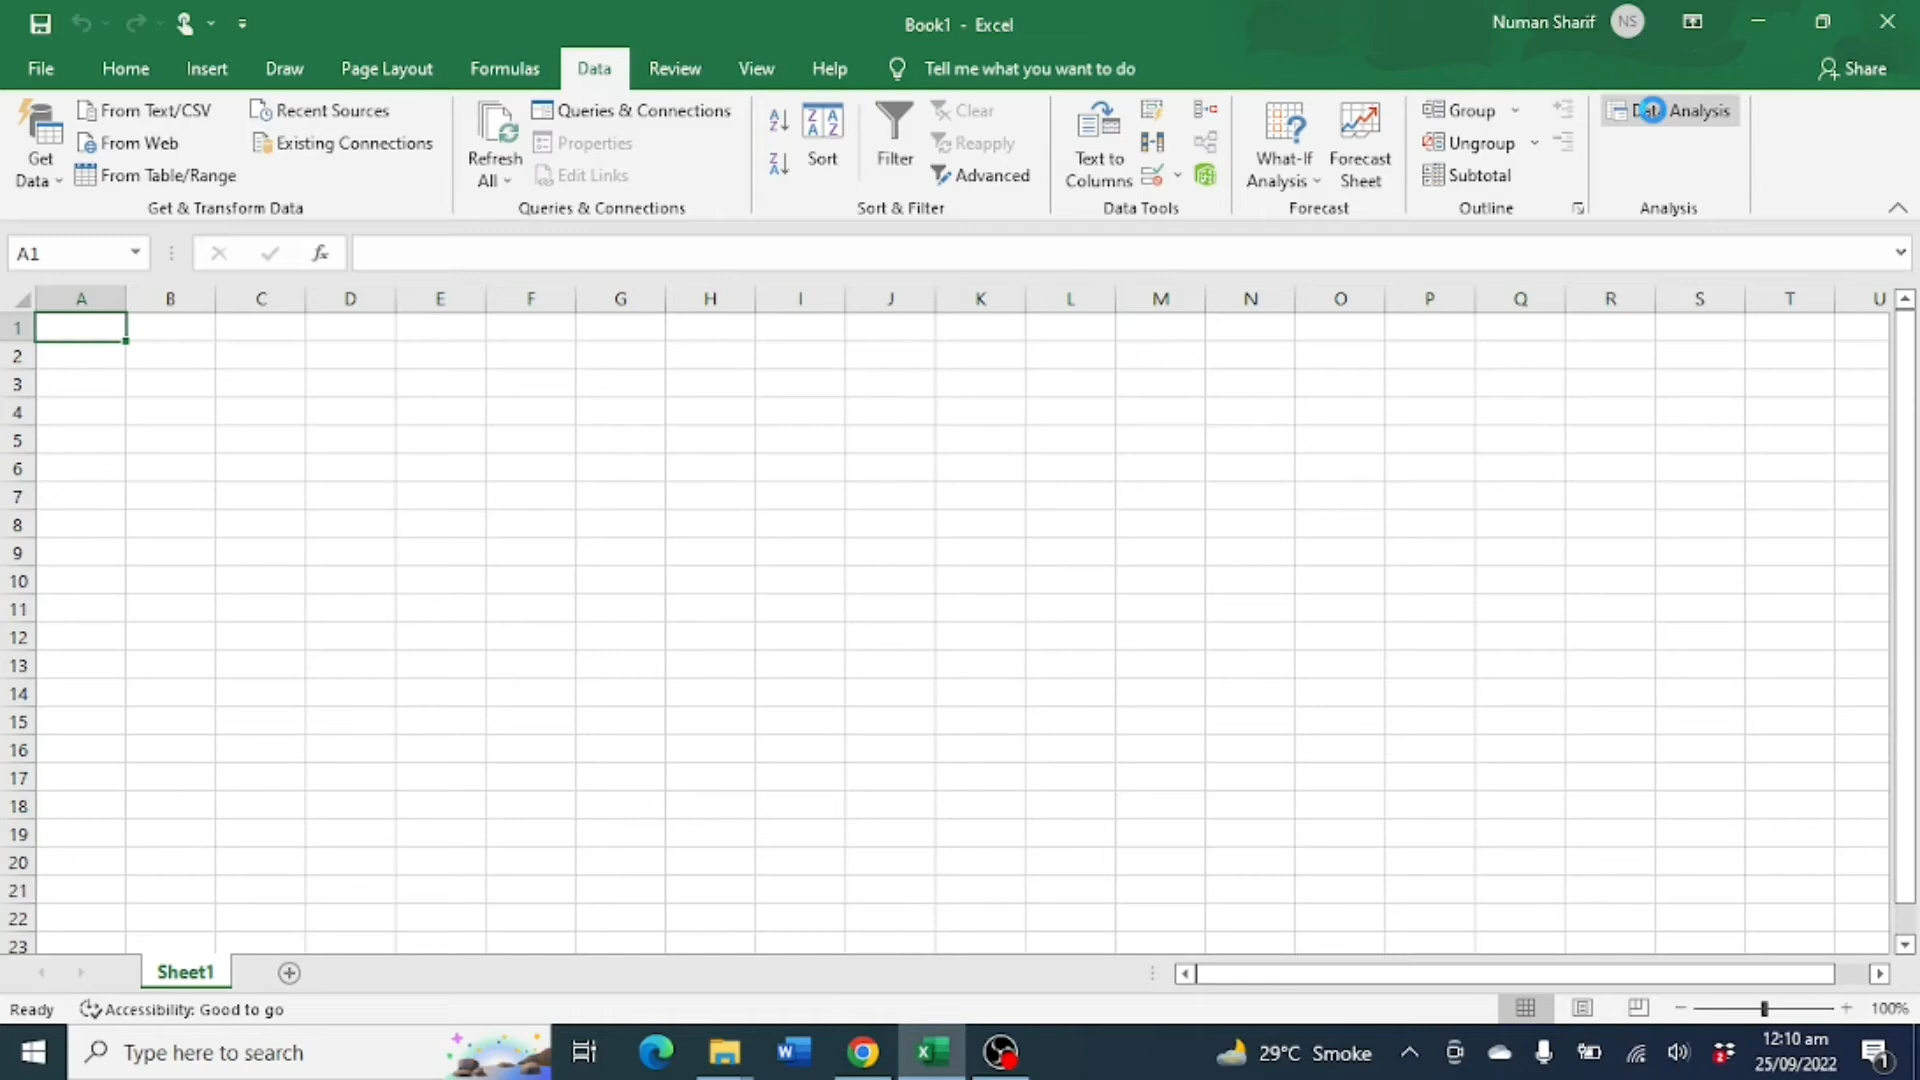 Book1 - Excel
Numan Sharif
NS
File
Home
Insert
Draw
Page Layout
Formulas
Data
Review
View
Help
Tell me what you want to do
Share
Get
Data
From Text/CSV
From Web
From Table/Range
Recent Sources
Existing Connections
Get & Transform Data
Refresh
All
Queries & Connections
Properties
Edit Links
Queries & Connections
Sort
Filter
Clear
Reapply
Advanced
Sort & Filter
Text to
Columns
Data Tools
What-If
Analysis
Forecast
Sheet
Forecast
Group
Ungroup
Subtotal
Outline
Analysis
Analysis
A1
fx
A B C D E F G H I J K L M N O P Q R S T U
1
2
3
4
5
6
7
8
9
10
11
12
13
14
15
16
17
18
19
20
21
22
23
Sheet1
Ready
Accessibility: Good to go
100%
Type here to search
29°C Smoke
12:10 am
25/09/2022
1